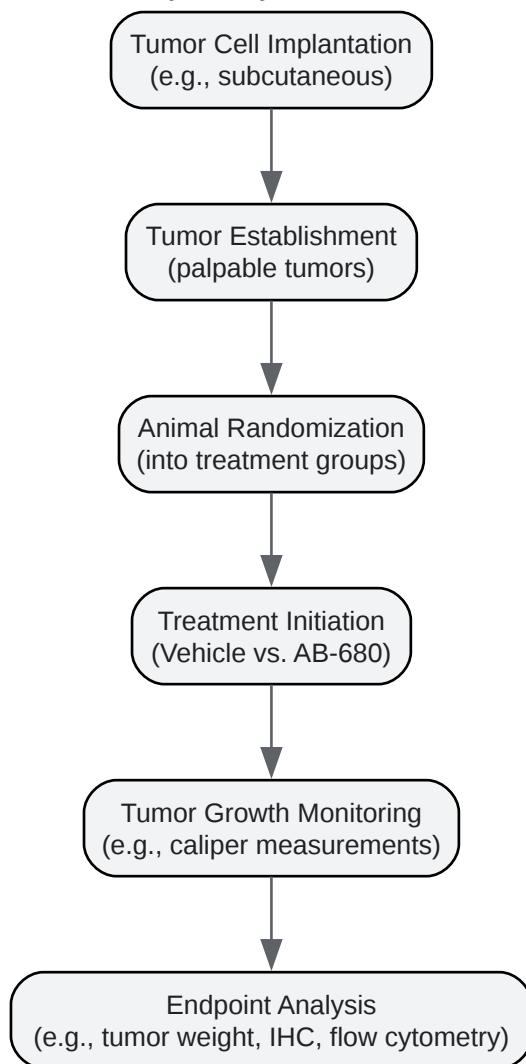 Tumor Cell Implantation
(e.g., subcutaneous)
Tumor Establishment
(palpable tumors)
Animal Randomization
(into treatment groups)
Treatment Initiation
(Vehicle vs. AB-680)
Tumor Growth Monitoring
(e.g., caliper measurements)
Endpoint Analysis
(e.g., tumor weight, IHC, flow cytometry)